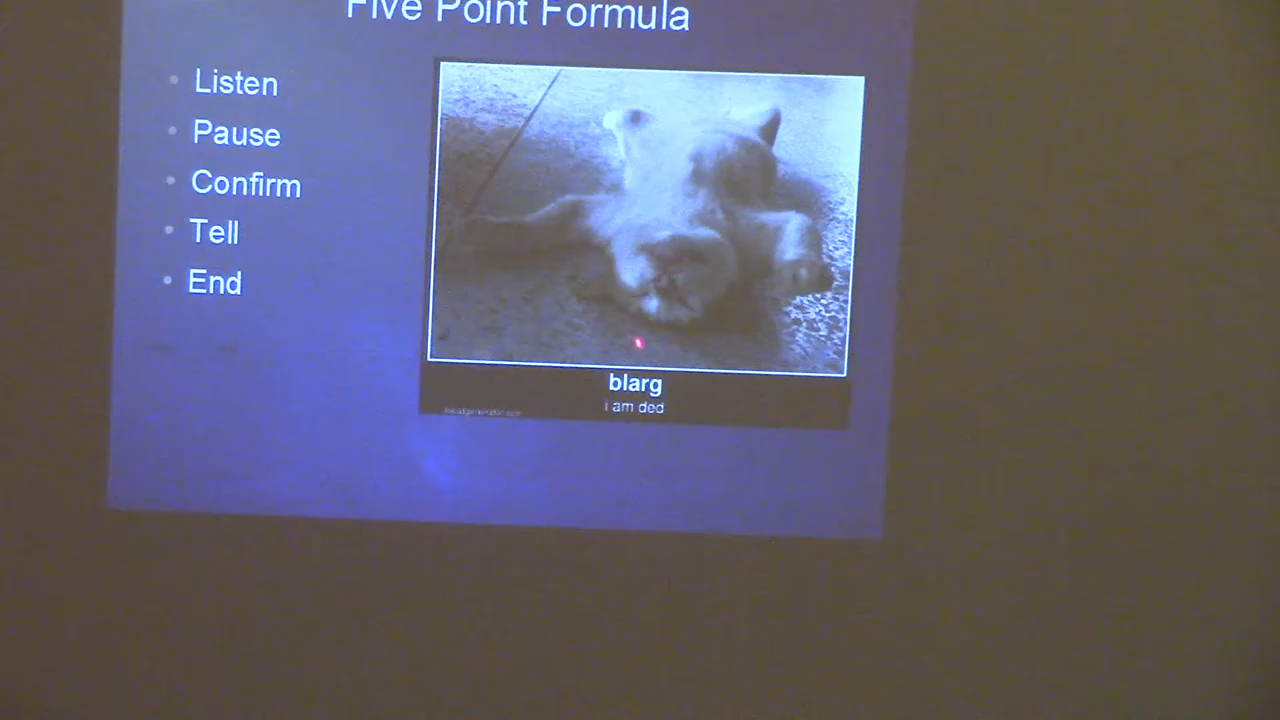 Five Point Formula
Listen
Pause
Confirm
Tell
End
blarg
i am ded